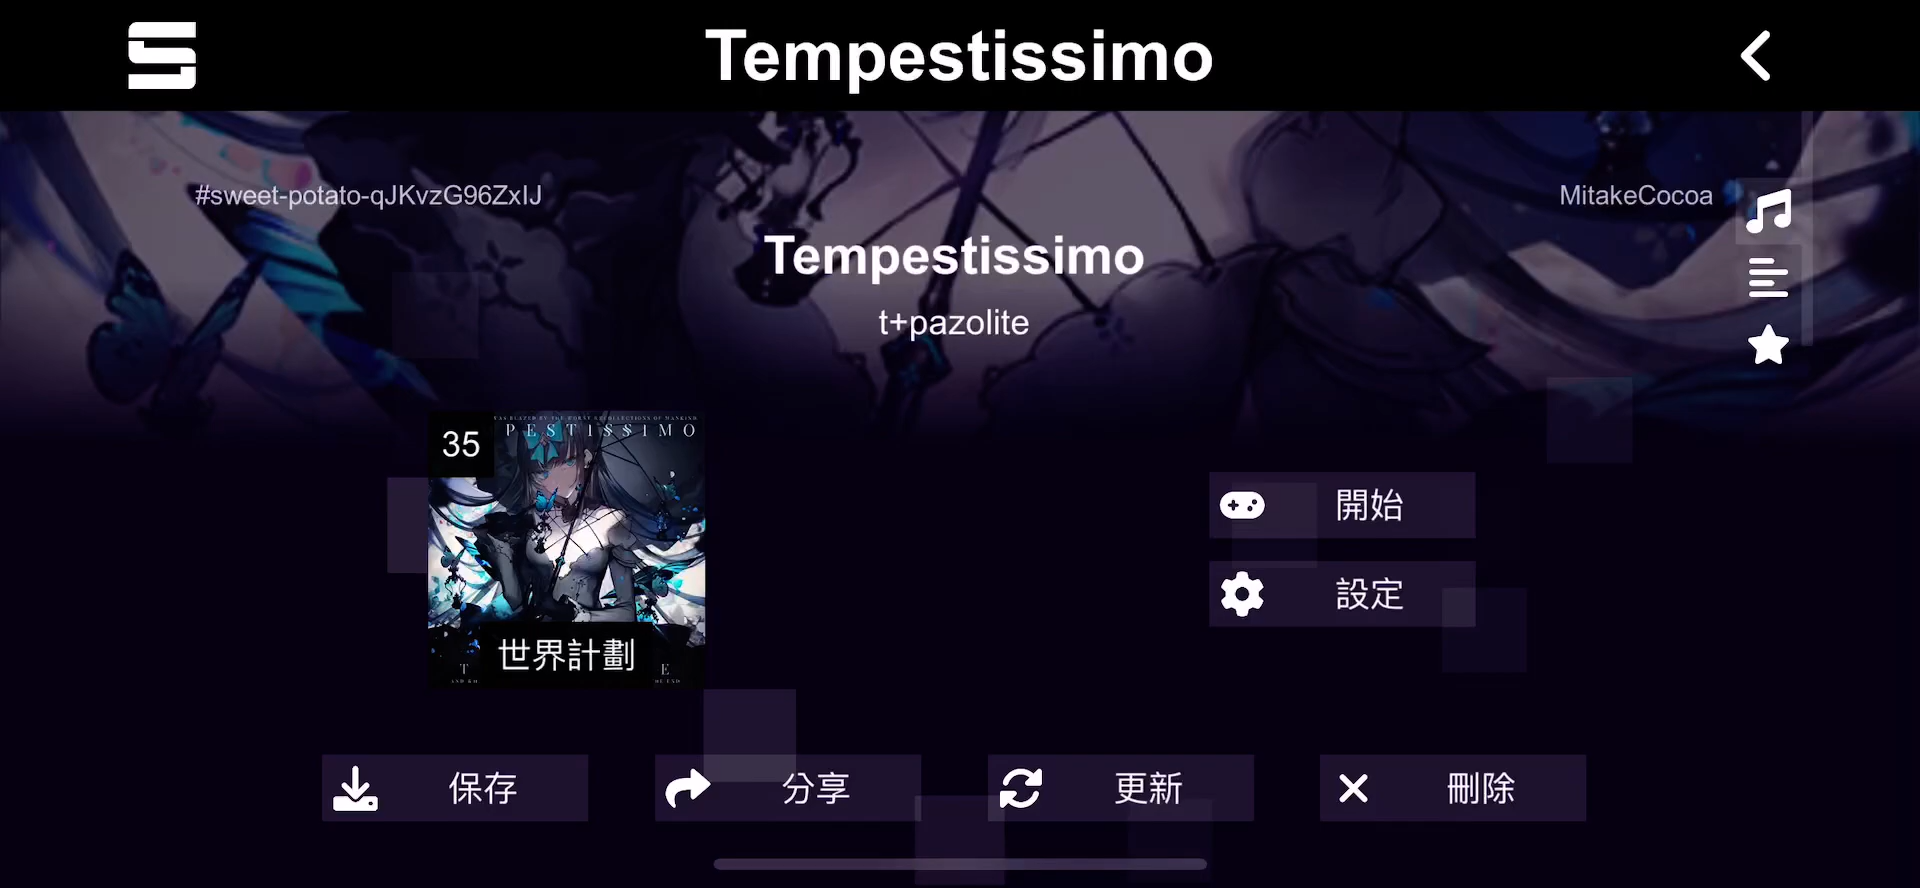 Tempestissimo
#sweet-potato-qJKvzG96ZxIJ
MitakeCocoa
Tempestissimo
t+pazolite
35
PESTISSIMO
世界計劃
開始
設定
保存
分享
更新
刪除